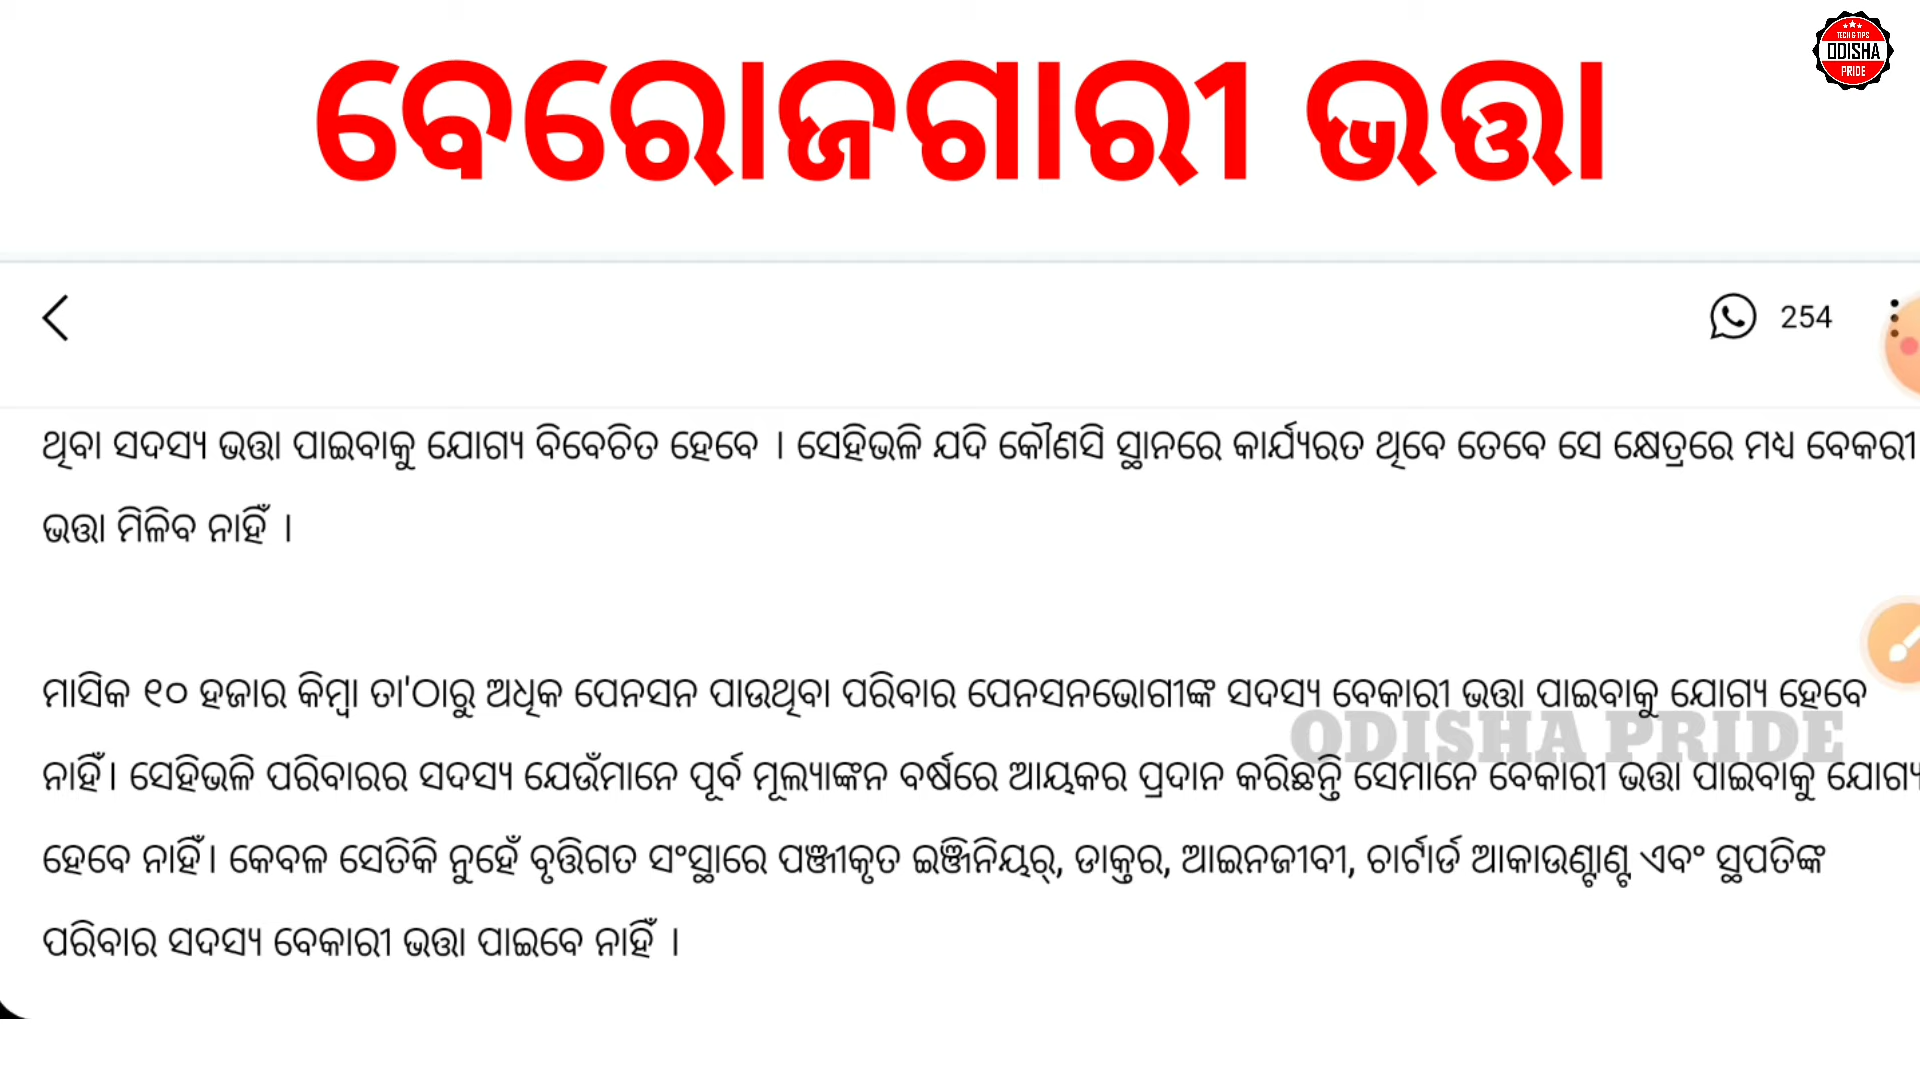 ବେରୋଜଗାରୀ ଭତ୍ତା
TECH & TIPS
ODISHA
PRIDE
254
ଥିବା ସଦସ୍ୟ ଭତ୍ତା ପାଇବାକୁ ଯୋଗ୍ୟ ବିବେଚିତ ହେବେ । ସେହିଭଳି ଯଦି କୌଣସି ସ୍ଥାନରେ କାର୍ଯ୍ୟରତ ଥିବେ ତେବେ ସେ କ୍ଷେତ୍ରରେ ମଧ୍ୟ ବେକରୀ
ଭତ୍ତା ମିଳିବ ନାହିଁ ।
ମାସିକ ୧୦ ହଜାର କିମ୍ବା ତା'ଠାରୁ ଅଧିକ ପେନସନ ପାଉଥିବା ପରିବାର ପେନସନଭୋଗୀଙ୍କ ସଦସ୍ୟ ବେକାରୀ ଭତ୍ତା ପାଇବାକୁ ଯୋଗ୍ୟ ହେବେ
ODISHA PRIDE
ନାହିଁ । ସେହିଭଳି ପରିବାରର ସଦସ୍ୟ ଯେଉଁମାନେ ପୂର୍ବ ମୂଲ୍ୟାଙ୍କନ ବର୍ଷରେ ଆୟକର ପ୍ରଦାନ କରିଛନ୍ତି ସେମାନେ ବେକାରୀ ଭତ୍ତା ପାଇବାକୁ ଯୋଗ୍ୟ
ହେବେ ନାହିଁ । କେବଳ ସେତିକି ନୁହେଁ ବୃତ୍ତିଗତ ସଂସ୍ଥାରେ ପଞ୍ଜୀକୃତ ଇଞ୍ଜିନିୟର୍, ଡାକ୍ତର, ଆଇନଜୀବୀ, ଚାର୍ଟାର୍ଡ ଆକାଉଣ୍ଟାଣ୍ଟ ଏବଂ ସ୍ଥପତିଙ୍କ
ପରିବାର ସଦସ୍ୟ ବେକାରୀ ଭତ୍ତା ପାଇବେ ନାହିଁ ।